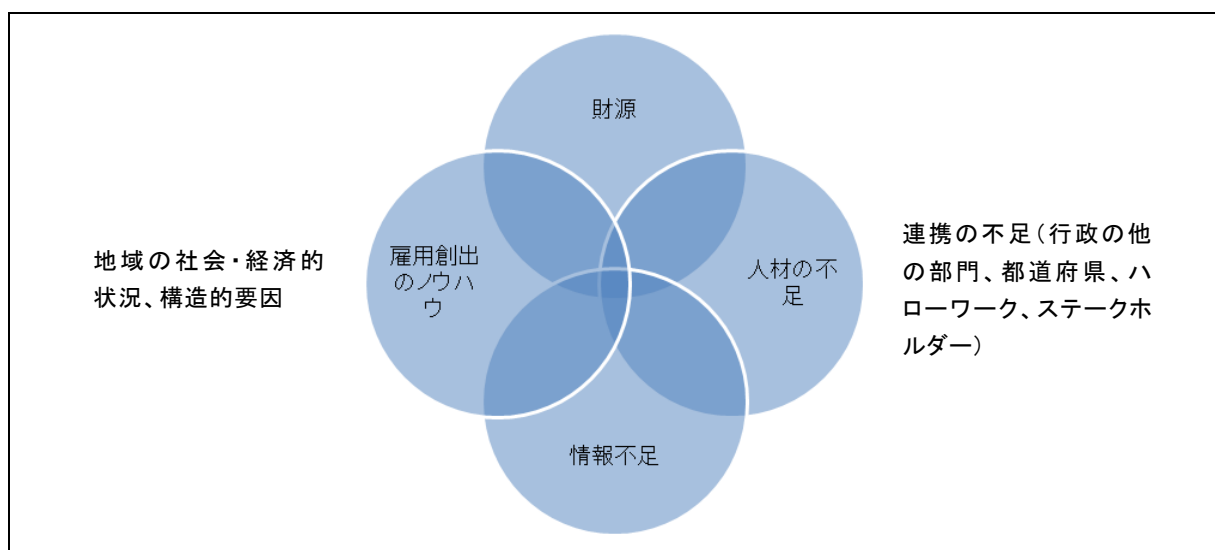 財源
地域の社会・経済的
状況、構造的要因
雇用創出
のノウハ
ウ
人材の不
足
連携の不足（行政の他
の部門、都道府県、ハ
ローワーク、ステークホ
ルダー）
情報不足